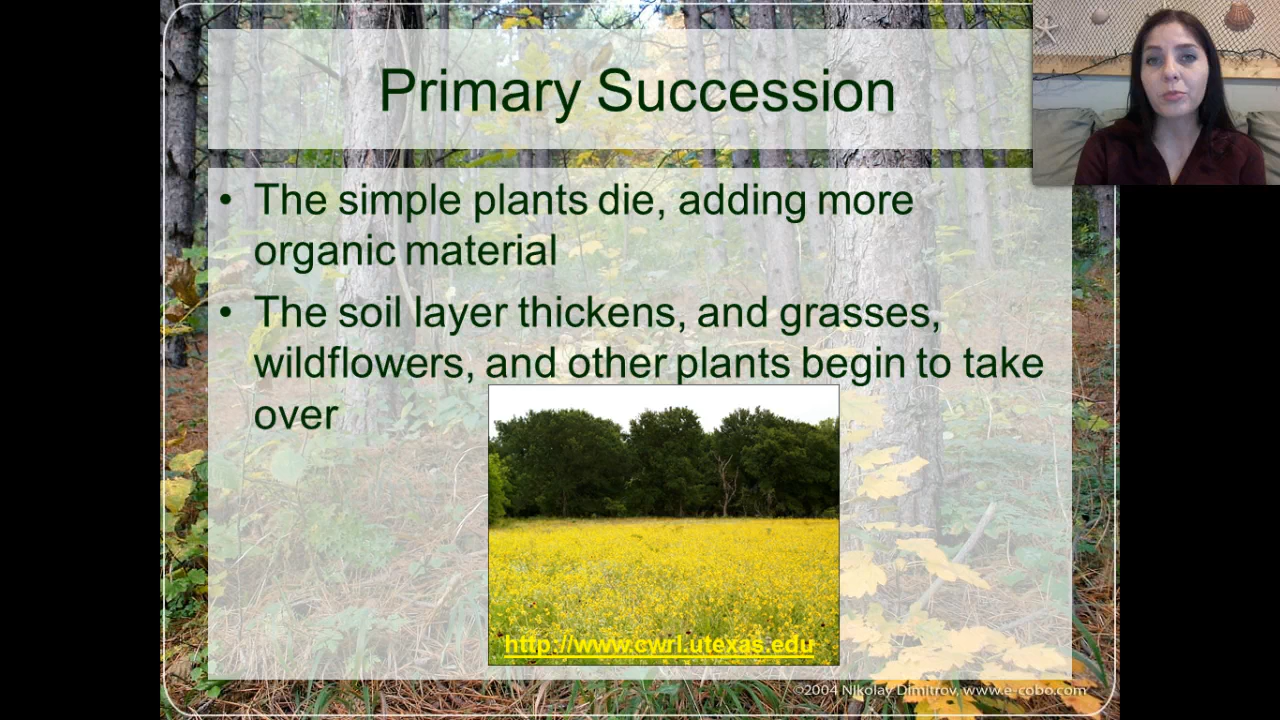 Primary Succession
• The simple plants die, adding more
organic material
• The soil layer thickens, and grasses,
wildflowers, and other plants begin to take
over
http://www.cwrl.utexas.edu
©2004 Nikolay Dimitrov, www.e-cobo.com